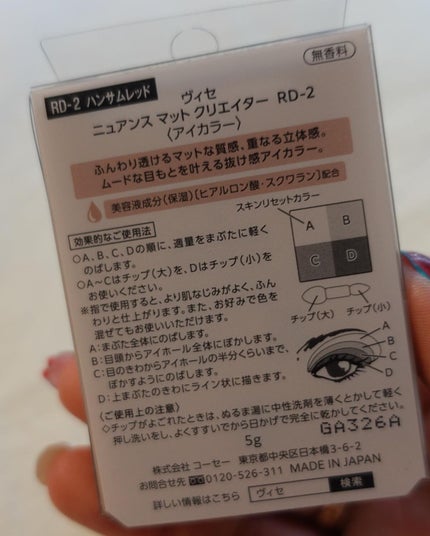 RD-2 ハンサムレッド
無香料
ヴィセ
ニュアンス マット クリエイター RD-2
〈アイカラー〉
ふんわり透けるマットな質感、重なる立体感。
ムードな目もとを叶える抜け感アイカラー。
美容液成分(保湿)[ヒアルロン酸・スクワラン]配合
スキンリセットカラー
A
B
C
D
チップ(大) チップ(小)
効果的なご使用法
○A、B、C、Dの順に、適量をまぶたに軽く
のばします。
○A~Cはチップ(大)を、Dはチップ(小)を
お使いください。
※指で使用すると、より肌なじみがよく、ふん
わりと仕上がります。また、お好みで色を
混ぜてもお使いいただけます。
A:まぶた全体にのばします。
B:目頭からアイホール全体にぼかします。
C:目のきわからアイホールの半分くらいまで、
ぼかすようにのばします。
D:上まぶたのきわにライン状に描きます。
A
B
C
D
〈ご使用上の注意〉
◇チップがよごれたときは、ぬるま湯に中性洗剤を薄くとかして軽く
押し洗いをし、よくすすいでから日かげで完全に乾かしてください。
5g
GA326A
株式会社 コーセー 東京都中央区日本橋3-6-2
お問合せ先 0120-526-311 MADE IN JAPAN
詳しい情報はこちら ヴィセ 検索